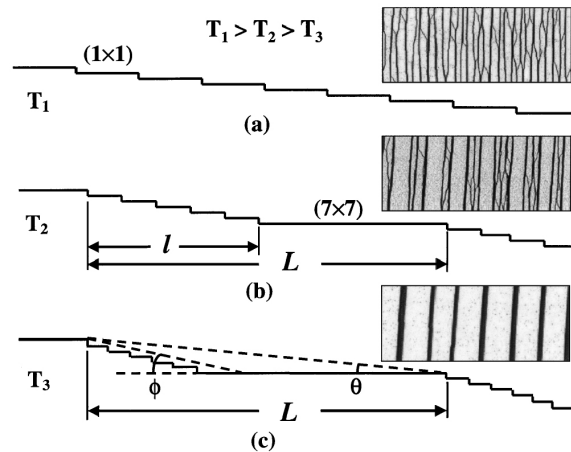 T1 > T2 > T3
(1×1)
T1
(a)
(7×7)
T2
l
L
(b)
T3
ϕ
θ
L
(c)